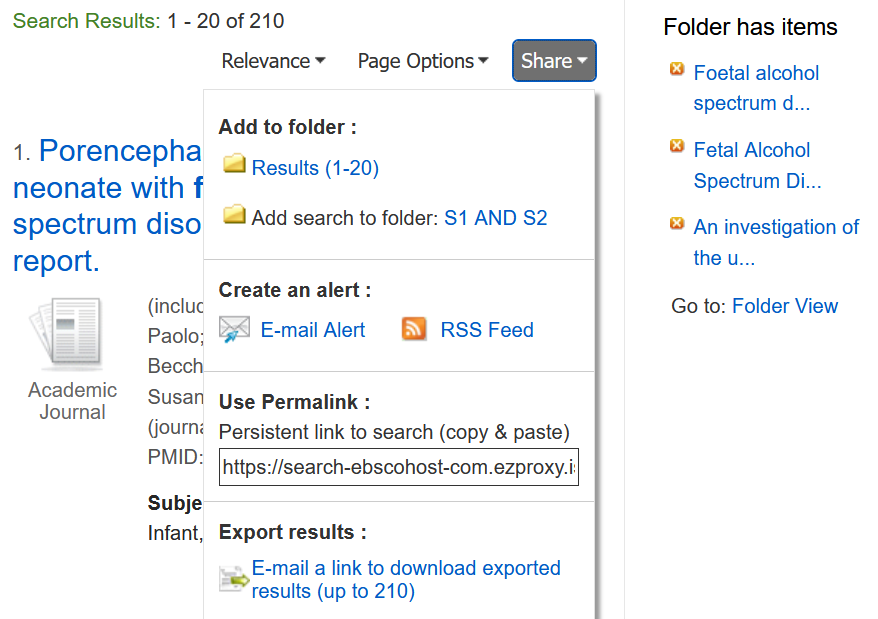 Search Results: 1 - 20 of 210
Relevance Page Options Share
Add to folder :
Results (1-20)
Add search to folder: S1 AND S2
Create an alert :
E-mail Alert RSS Feed
Use Permalink :
Persistent link to search (copy & paste)
https://search-ebscohost-com.ezproxy.is
Export results :
E-mail a link to download exported
results (up to 210)
1. Porencepha
neonate with f
spectrum diso
report.
Academic
Journal
(includ
Paolo;
Becch
Susan
(journa
PMID:
Subje
Infant,
Folder has items
Foetal alcohol
spectrum d...
Fetal Alcohol
Spectrum Di...
An investigation of
the u...
Go to: Folder View